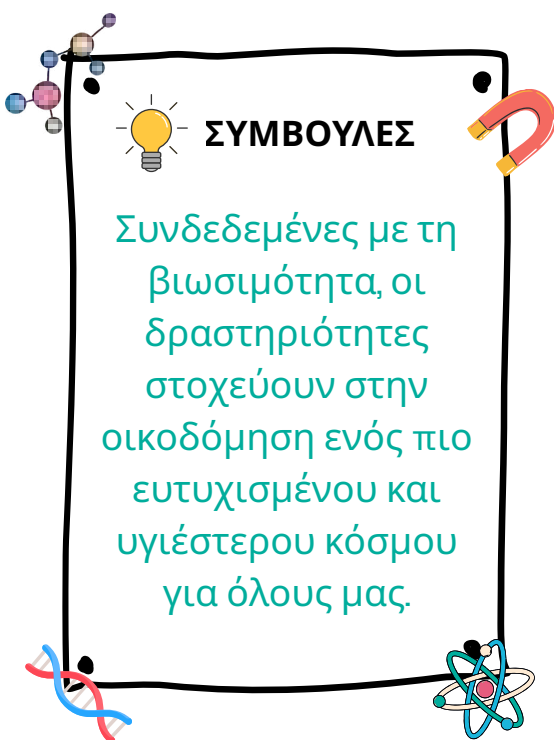 ΣΥΜΒΟΥΛΕΣ
Συνδεδεμένες με τη
βιωσιμότητα, οι
δραστηριότητες
στοχεύουν στην
οικοδόμηση ενός πιο
ευτυχισμένου και
υγιέστερου κόσμου
για όλους μας.